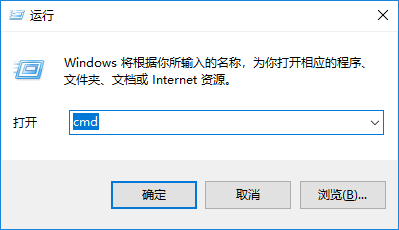 运行
Windows 将根据你所输入的名称，为你打开相应的程序、
文件夹、文档或 Internet 资源。
打开
cmd
确定 取消 浏览(B)...